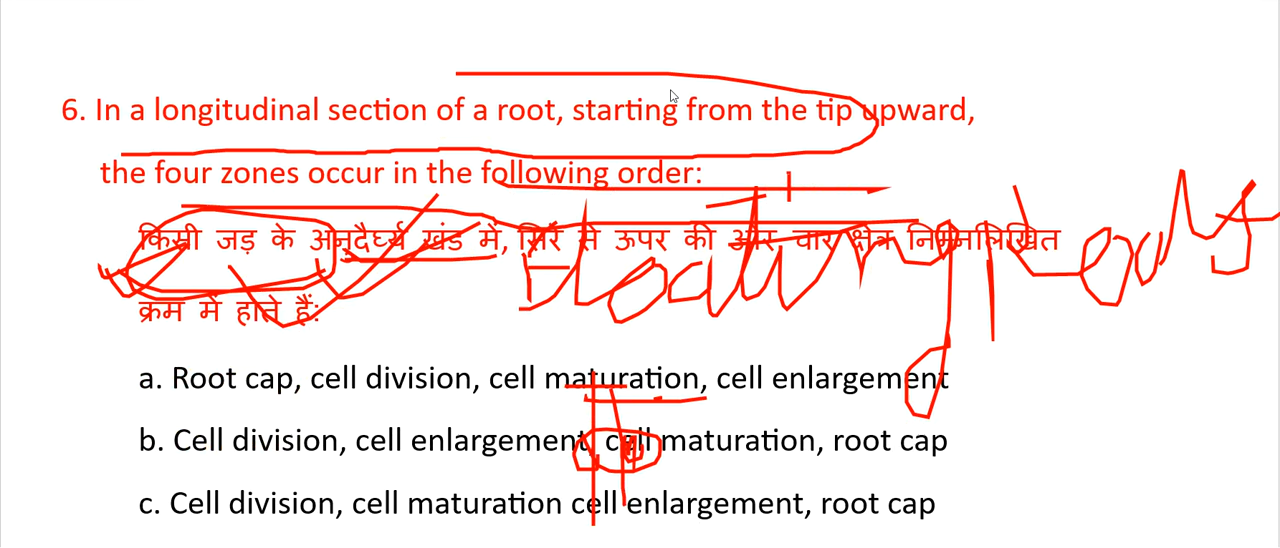 6. In a longitudinal section of a root, starting from the tip upward,
the four zones occur in the following order:
किसी जड़ के अनुदैर्घ्य खंड में, सिरे से ऊपर की ओर चार क्षेत्र निम्नलिखित
क्रम में होते हैं:
a. Root cap, cell division, cell maturation, cell enlargement
b. Cell division, cell enlargement, cell maturation, root cap
c. Cell division, cell maturation cell enlargement, root cap